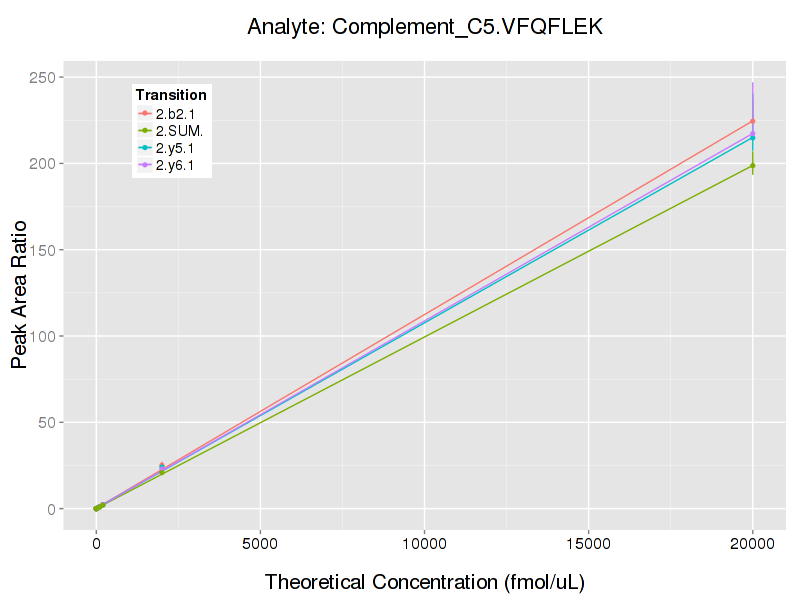 Analyte: Complement_C5.VFQFLEK
Transition
2.b2.1
2.SUM.
2.y5.1
2.y6.1
250
200
150
100
50
0
Peak Area Ratio
0 5000 10000 15000 20000
Theoretical Concentration (fmol/uL)